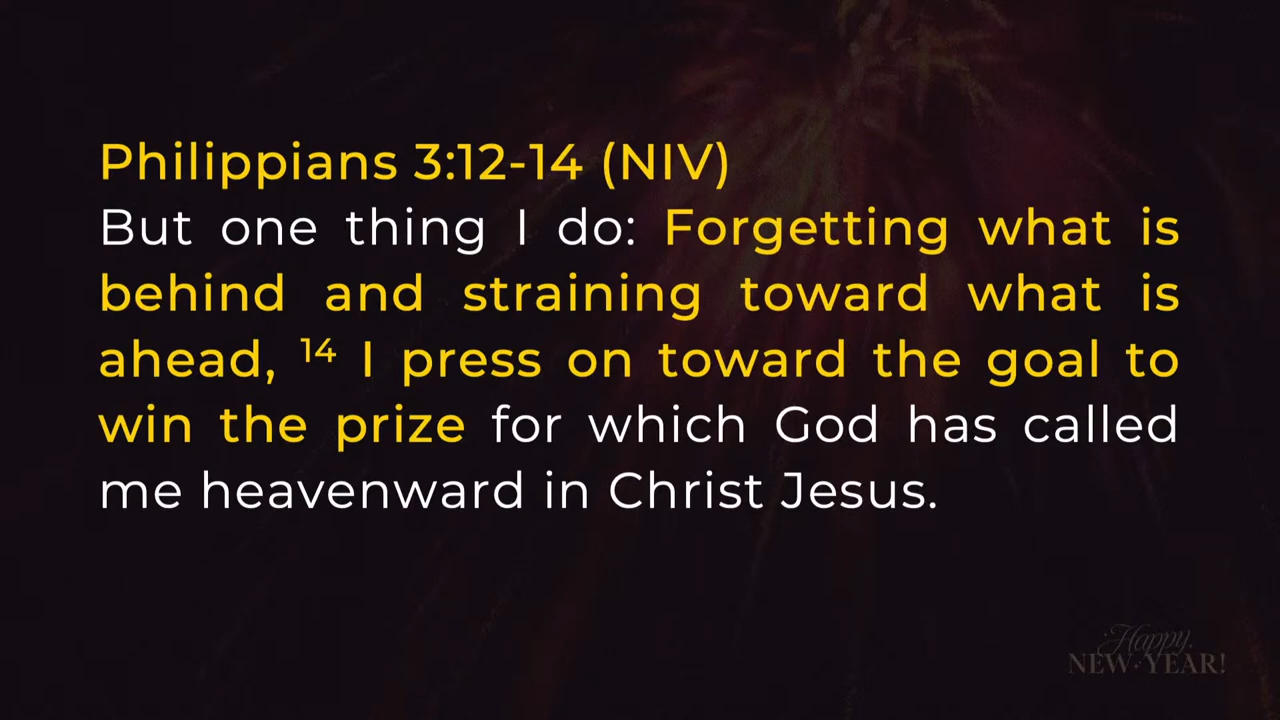 Philippians 3:12-14 (NIV)
But one thing I do: Forgetting what is
behind and straining toward what is
ahead, ¹⁴ I press on toward the goal to
win the prize for which God has called
me heavenward in Christ Jesus.
Happy
NEW YEAR!